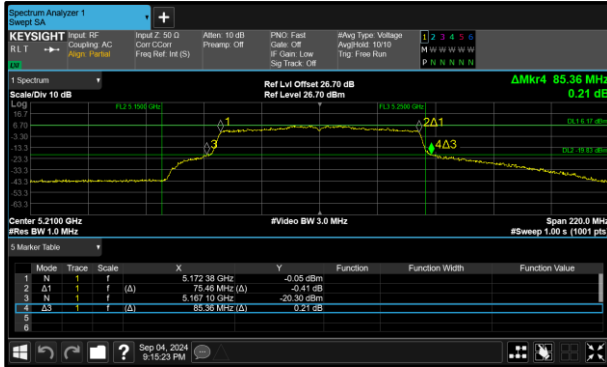 Spectrum Analyzer 1
Swept SA
KEYSIGHT Input: RF Input Z: 50 Ω Atten: 10 dB PNO: Fast #Avg Type: Voltage 1 2 3 4 5 6
RLT Coupling: AC Corr CCorr Preamp: Off Gate: Off Avg|Hold: 10/10 M W W W W W
Align: Partial Freq Ref: Int (S) IF Gain: Low Trig: Free Run
Sig Track: Off P N N N N N
1 Spectrum Ref Lvl Offset 26.70 dB ΔMkr4 85.36 MHz
Scale/Div 10 dB Ref Level 26.70 dBm 0.21 dB
Log
16.7 FL2 5.1500 GHz FL3 5.2500 GHz
6.70 1 2Δ1 DL1 6.17 dBm
-3.30
-13.3 3 4Δ3 DL2 -19.83 dBm
-23.3
-33.3
-43.3
-53.3
-63.3
Center 5.2100 GHz #Video BW 3.0 MHz Span 220.0 MHz
#Res BW 1.0 MHz #Sweep 1.00 s (1001 pts)
5 Marker Table
Mode Trace Scale X Y Function Function Width Function Value
1 N 1 f 5.172 38 GHz -0.05 dBm
2 Δ1 1 f (Δ) 75.46 MHz (Δ) -0.41 dB
3 N 1 f 5.167 10 GHz -20.30 dBm
4 Δ3 1 f (Δ) 85.36 MHz (Δ) 0.21 dB
5
6
? Sep 04, 2024
9:15:23 PM